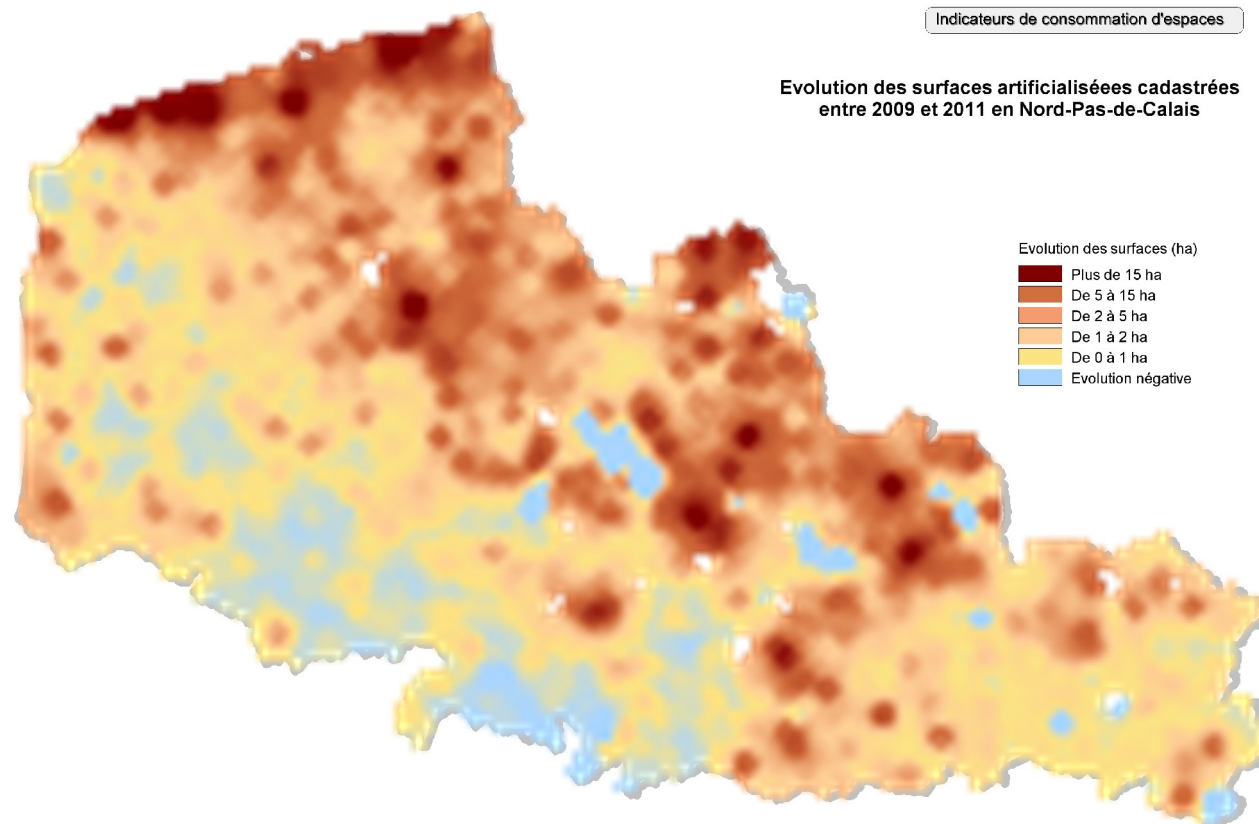 Indicateurs de consommation d'espaces
Evolution des surfaces artificialiséees cadastrées
entre 2009 et 2011 en Nord-Pas-de-Calais
Evolution des surfaces (ha)
Plus de 15 ha
De 5 à 15 ha
De 2 à 5 ha
De 1 à 2 ha
De 0 à 1 ha
Evolution négative